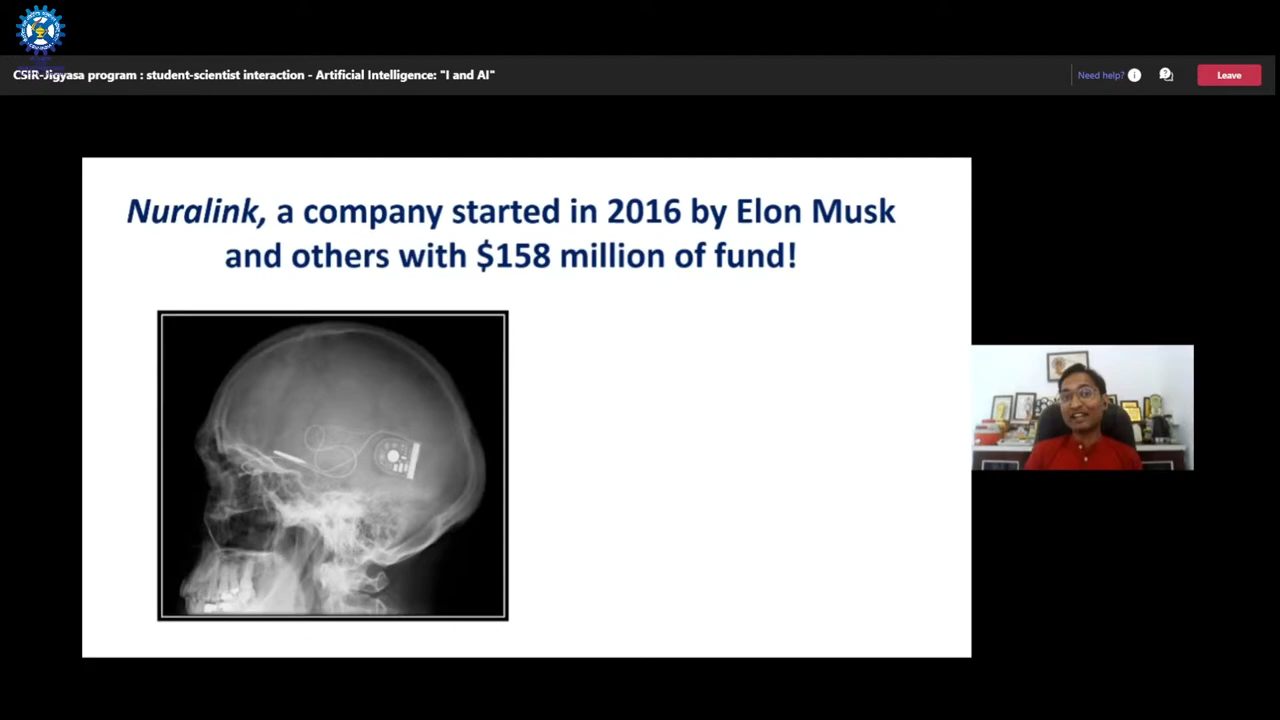 CSIR-Jigyasa program : student-scientist interaction - Artificial Intelligence: "I and AI"
Need help?
Leave
Nuralink, a company started in 2016 by Elon Musk
and others with $158 million of fund!